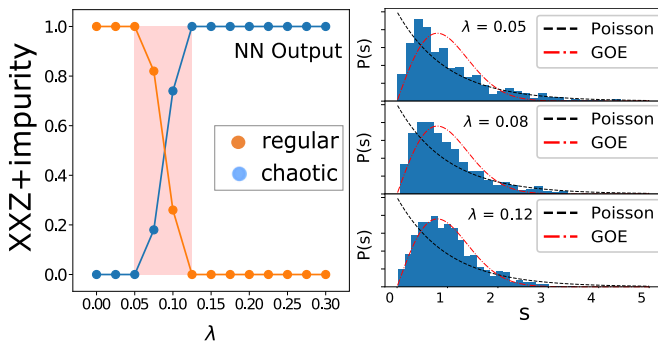 XXZ+impurity
1.0
0.8
0.6
0.4
0.2
0.0
NN Output
regular
chaotic
0.00 0.05 0.10 0.15 0.20 0.25 0.30
λ
P(s)
λ = 0.05
Poisson
GOE
P(s)
λ = 0.08
Poisson
GOE
P(s)
λ = 0.12
Poisson
GOE
0 1 2 3 4 5
s